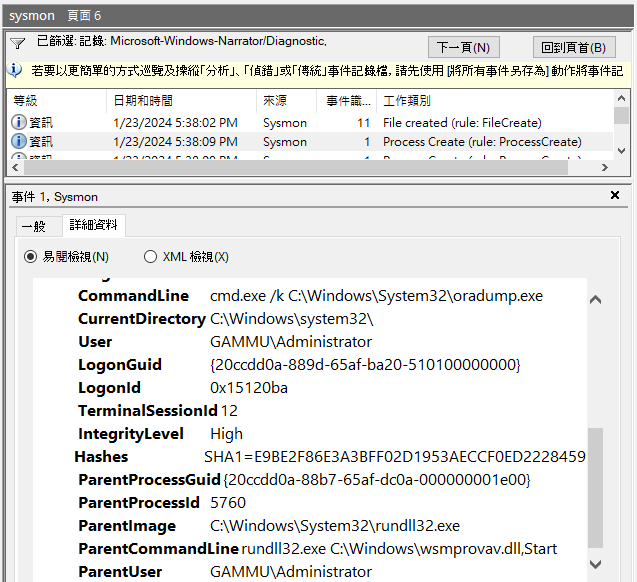 sysmon 頁面 6
已篩選: 記錄: Microsoft-Windows-Narrator/Diagnostic,
下一頁(N)
回到頁首(B)
若要以更簡單的方式巡覽及操縱「分析」、「偵錯」或「傳統」事件記錄檔，請先使用 [將所有事件另存為] 動作將事件記
等級 日期和時間 來源 事件識... 工作類別
資訊 1/23/2024 5:38:02 PM Sysmon 11 File created (rule: FileCreate)
資訊 1/23/2024 5:38:09 PM Sysmon 1 Process Create (rule: ProcessCreate)
事件 1, Sysmon
一般 詳細資料
易閱檢視(N) XML 檢視(X)
CommandLine cmd.exe /k C:\Windows\System32\oradump.exe
CurrentDirectory C:\Windows\system32\
User GAMMU\Administrator
LogonGuid {20ccdd0a-889d-65af-ba20-510100000000}
LogonId 0x15120ba
TerminalSessionId 12
IntegrityLevel High
Hashes SHA1=E9BE2F86E3A3BFF02D1953AECCF0ED2228459
ParentProcessGuid {20ccdd0a-88b7-65af-dc0a-000000001e00}
ParentProcessId 5760
ParentImage C:\Windows\System32\rundll32.exe
ParentCommandLine rundll32.exe C:\Windows\wsmprovav.dll,Start
ParentUser GAMMU\Administrator